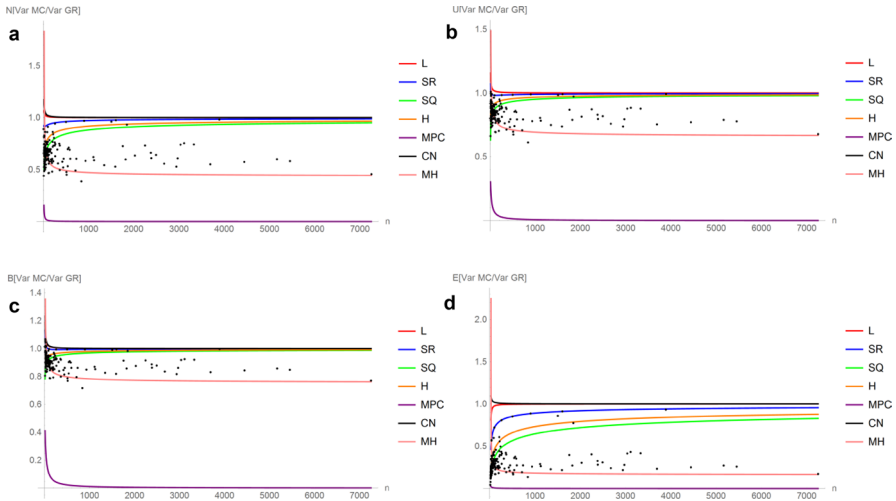 N[Var MC/Var GR]
a
1.5
1.0
0.5
1000 2000 3000 4000 5000 6000 7000
n
L
SR
SQ
H
MPC
CN
MH
U[Var MC/Var GR]
b
1.5
1.0
0.5
1000 2000 3000 4000 5000 6000 7000
n
L
SR
SQ
H
MPC
CN
MH
B[Var MC/Var GR]
c
1.4
1.2
1.0
0.8
0.6
0.4
0.2
1000 2000 3000 4000 5000 6000 7000
n
L
SR
SQ
H
MPC
CN
MH
E[Var MC/Var GR]
d
2.0
1.5
1.0
0.5
1000 2000 3000 4000 5000 6000 7000
n
L
SR
SQ
H
MPC
CN
MH